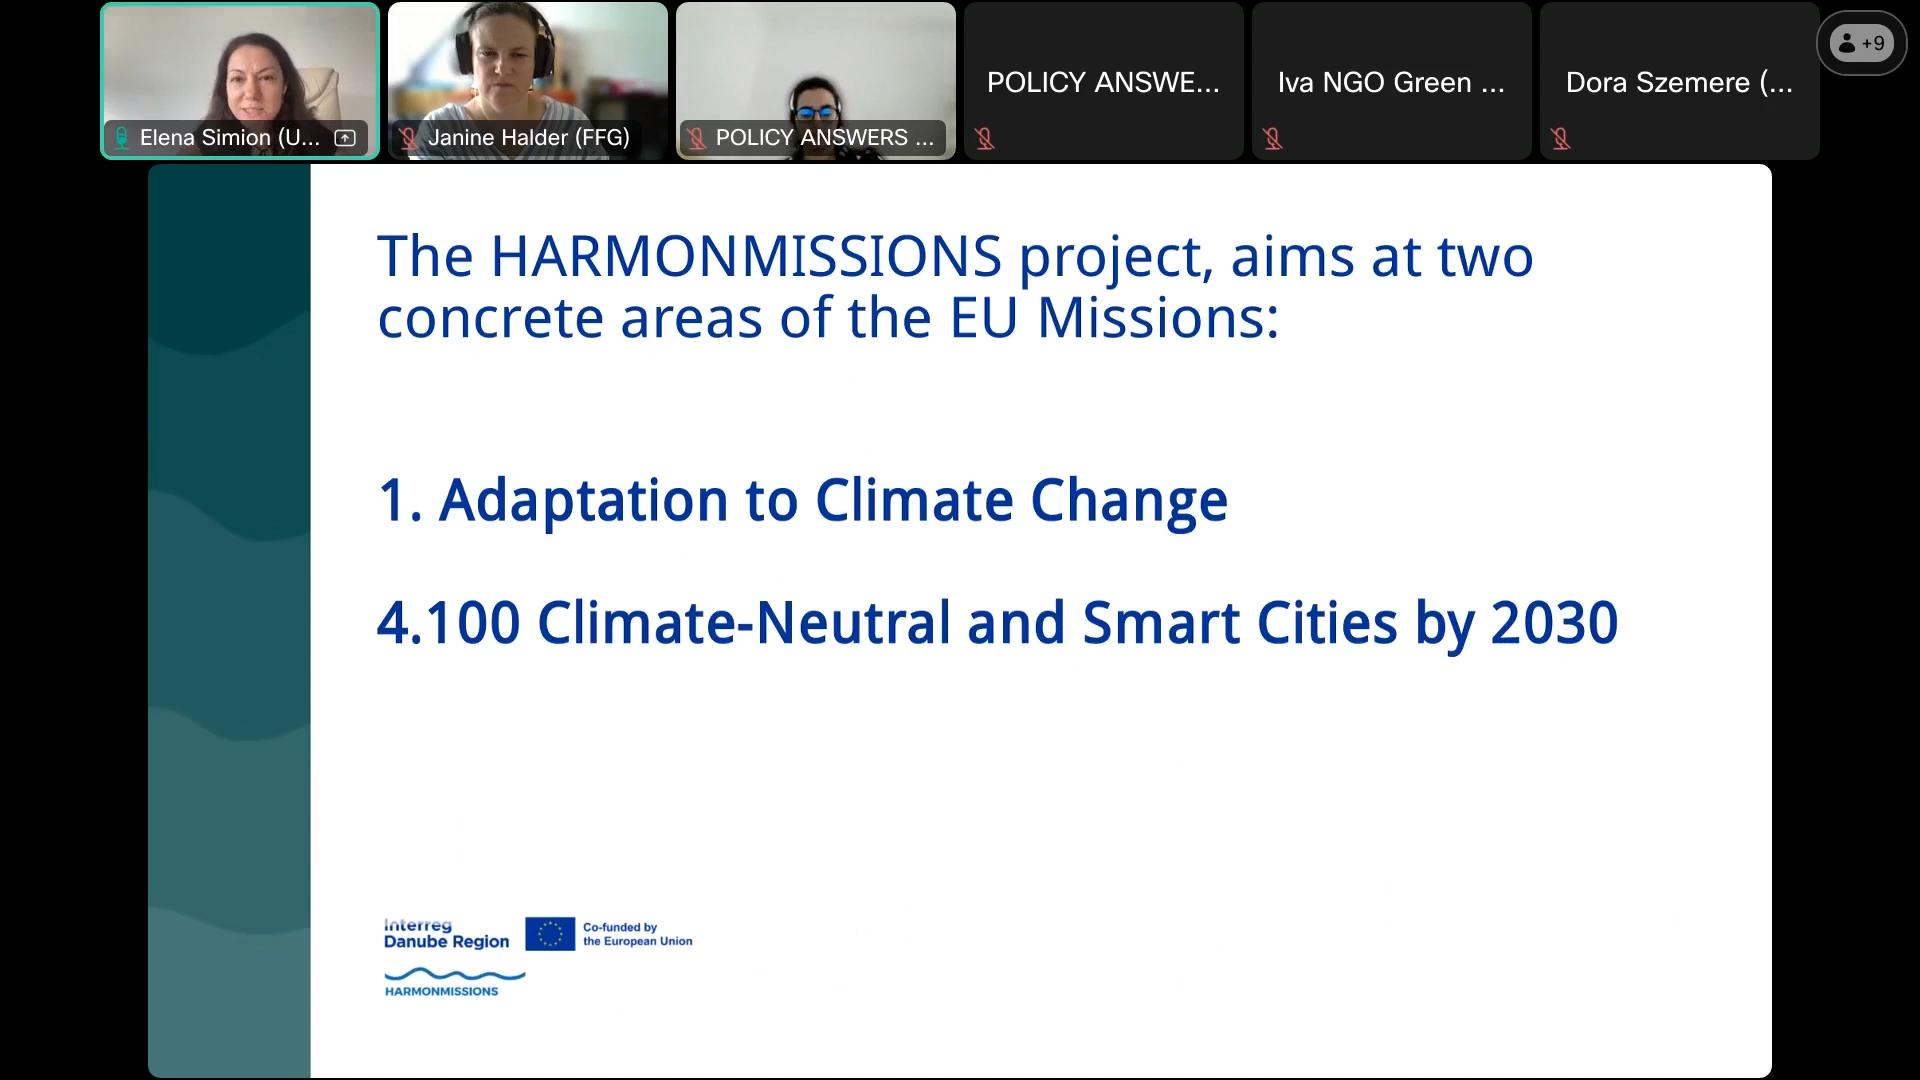 Elena Simion (U...
Janine Halder (FFG)
POLICY ANSWERS ...
POLICY ANSWE...
Iva NGO Green ...
Dora Szemere (...
+9
The HARMONMISSIONS project, aims at two
concrete areas of the EU Missions:
1. Adaptation to Climate Change
4.100 Climate-Neutral and Smart Cities by 2030
Interreg
Danube Region
Co-funded by
the European Union
HARMONMISSIONS